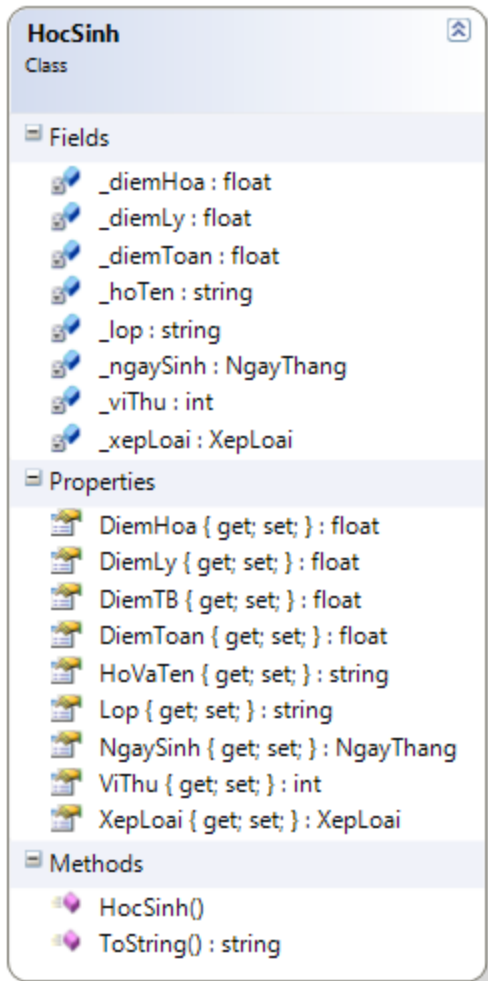 HocSinh
Class
Fields
_diemHoa : float
_diemLy : float
_diemToan : float
_hoTen : string
_lop : string
_ngaySinh : NgayThang
_viThu : int
_xepLoai : XepLoai
Properties
DiemHoa { get; set; } : float
DiemLy { get; set; } : float
DiemTB { get; set; } : float
DiemToan { get; set; } : float
HoVaTen { get; set; } : string
Lop { get; set; } : string
NgaySinh { get; set; } : NgayThang
ViThu { get; set; } : int
XepLoai { get; set; } : XepLoai
Methods
HocSinh()
ToString() : string